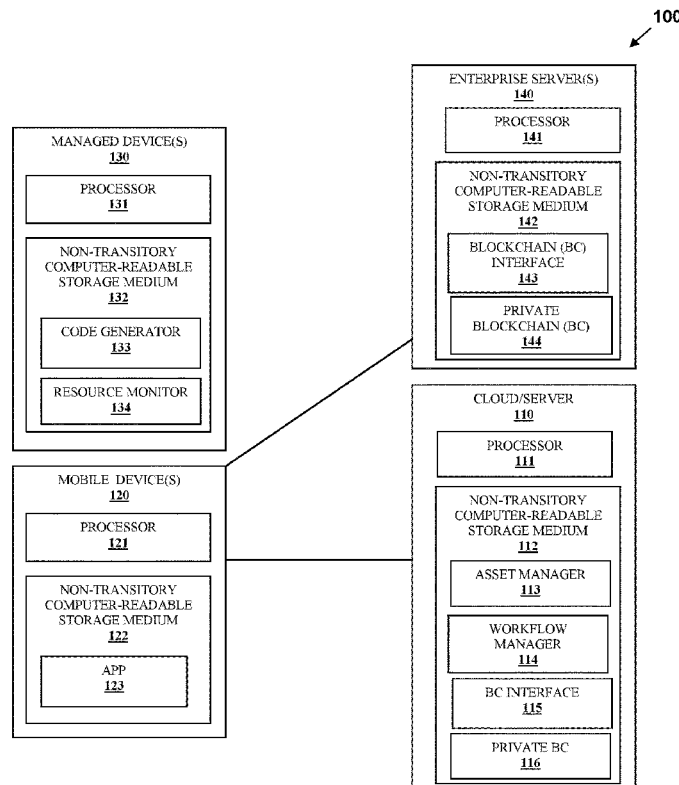 100
MANAGED DEVICE(S)
130
PROCESSOR
131
NON-TRANSITORY
COMPUTER-READABLE
STORAGE MEDIUM
132
CODE GENERATOR
133
RESOURCE MONITOR
134
MOBILE DEVICE(S)
120
PROCESSOR
121
NON-TRANSITORY
COMPUTER-READABLE
STORAGE MEDIUM
122
APP
123
ENTERPRISE SERVER(S)
140
PROCESSOR
141
NON-TRANSITORY
COMPUTER-READABLE
STORAGE MEDIUM
142
BLOCKCHAIN (BC)
INTERFACE
143
PRIVATE
BLOCKCHAIN (BC)
144
CLOUD/SERVER
110
PROCESSOR
111
NON-TRANSITORY
COMPUTER-READABLE
STORAGE MEDIUM
112
ASSET MANAGER
113
WORKFLOW
MANAGER
114
BC INTERFACE
115
PRIVATE BC
116